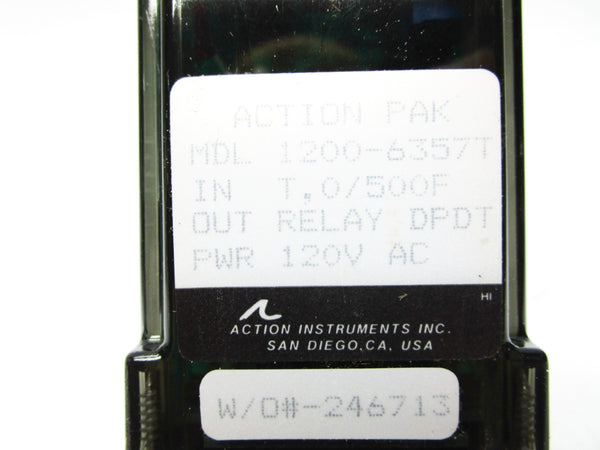 ACTION PAK
MDL 1200-6357T
IN T,0/500F
OUT RELAY DPDT
PWR 120V AC
HI
ACTION INSTRUMENTS INC.
SAN DIEGO, CA, USA
W/O#-246713